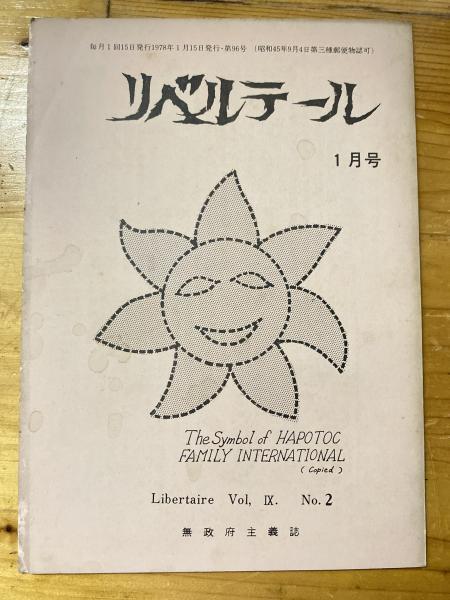 毎月1回15日発行1978年1月15日発行・第96号 (昭和45年9月4日第三種郵便物認可)
リベルテール
1月号
The Symbol of HAPOTOC
FAMILY INTERNATIONAL
(Copied)
Libertaire Vol, Ⅸ. No.2
無政府主義誌